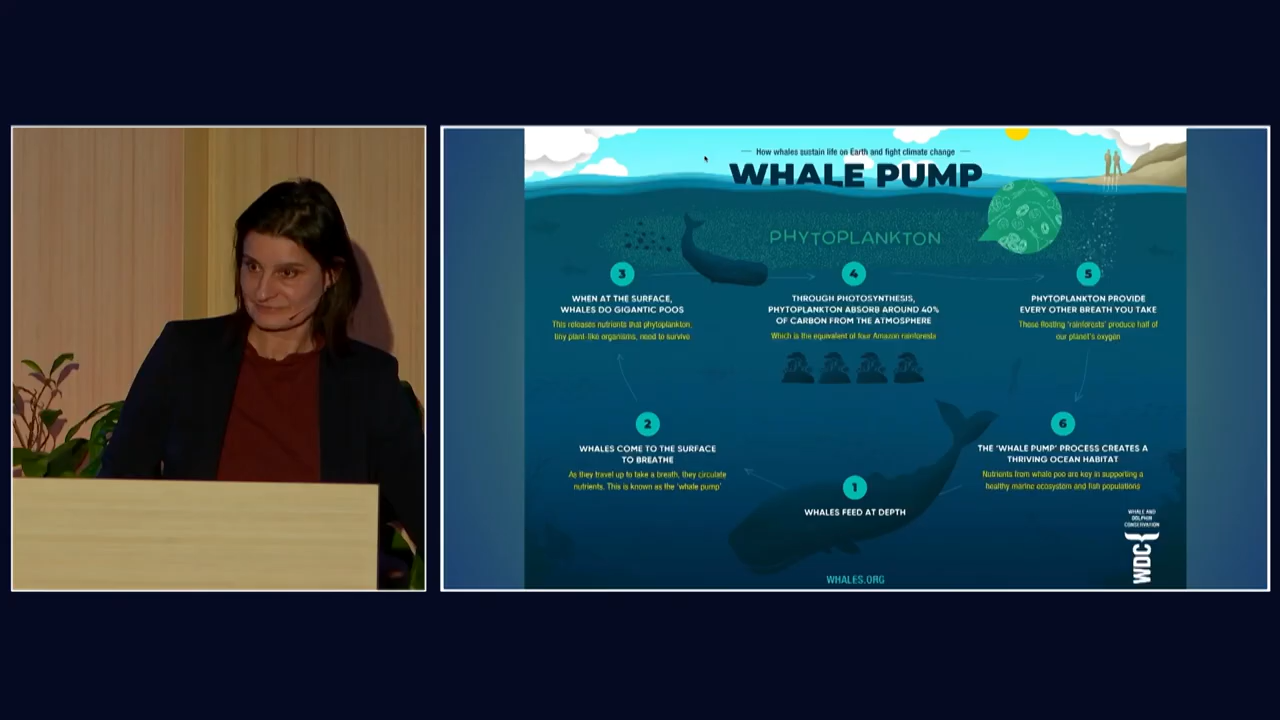 How whales sustain life on Earth and fight climate change
WHALE PUMP
PHYTOPLANKTON
3
WHEN AT THE SURFACE,
WHALES DO GIGANTIC POOS
This releases nutrients that phytoplankton,
tiny plant-like organisms, need to survive
4
THROUGH PHOTOSYNTHESIS,
PHYTOPLANKTON ABSORB AROUND 40%
OF CARBON FROM THE ATMOSPHERE
Which is the equivalent of four Amazon rainforests
5
PHYTOPLANKTON PROVIDE
EVERY OTHER BREATH YOU TAKE
These floating 'rainforests' produce half of
our planet's oxygen
2
WHALES COME TO THE SURFACE
TO BREATHE
As they travel up to take a breath, they circulate
nutrients. This is known as the 'whale pump'
1
WHALES FEED AT DEPTH
6
THE 'WHALE PUMP' PROCESS CREATES A
THRIVING OCEAN HABITAT
Nutrients from whale poo are key in supporting a
healthy marine ecosystem and fish populations
WHALE AND
DOLPHIN
CONSERVATION
WDC
WHALES.ORG